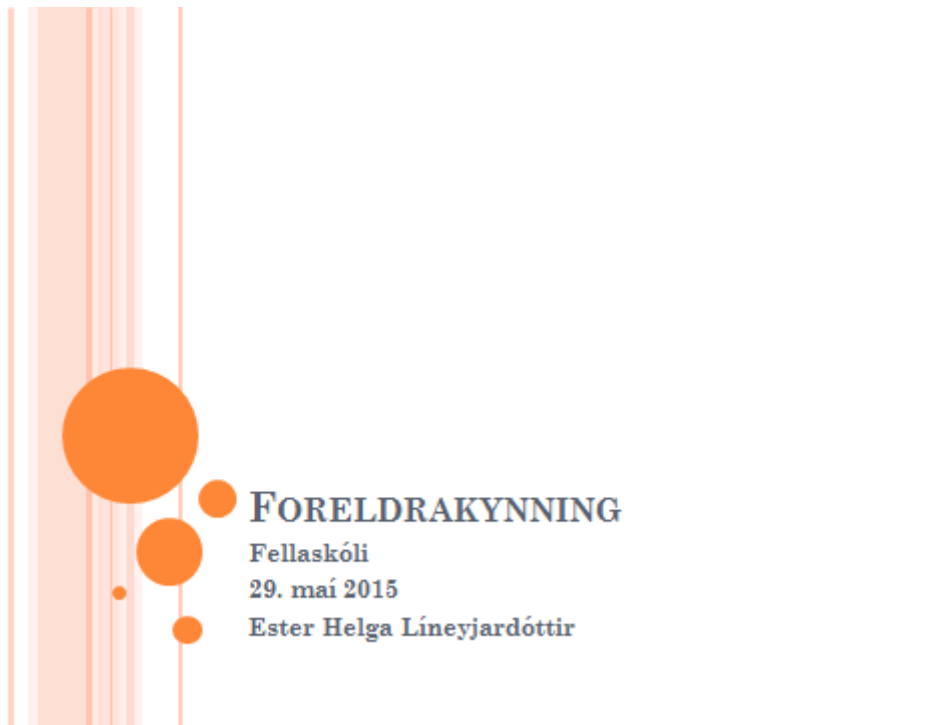 FORELDRAKYNNING
Fellaskóli
29. maí 2015
Ester Helga Líneyjardóttir